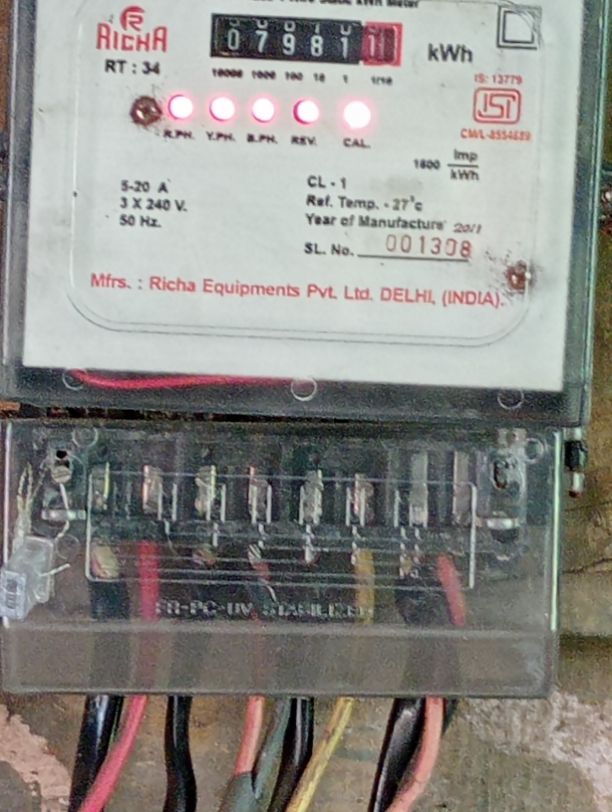 RICHA
RT : 34
079811
kWh
10000 1000 100 10 1 1/10
IS: 13779
ISI
CM/L-8554689
R.PH. Y.PH. B.PH. REV. CAL.
1600 Imp
kWh
5-20 A
3 X 240 V.
50 Hz.
CL - 1
Ref. Temp. - 27°c
Year of Manufacture 2011
SL. No. 001308
Mfrs. : Richa Equipments Pvt. Ltd. DELHI, (INDIA).
FR-PC-UV STABILIZED